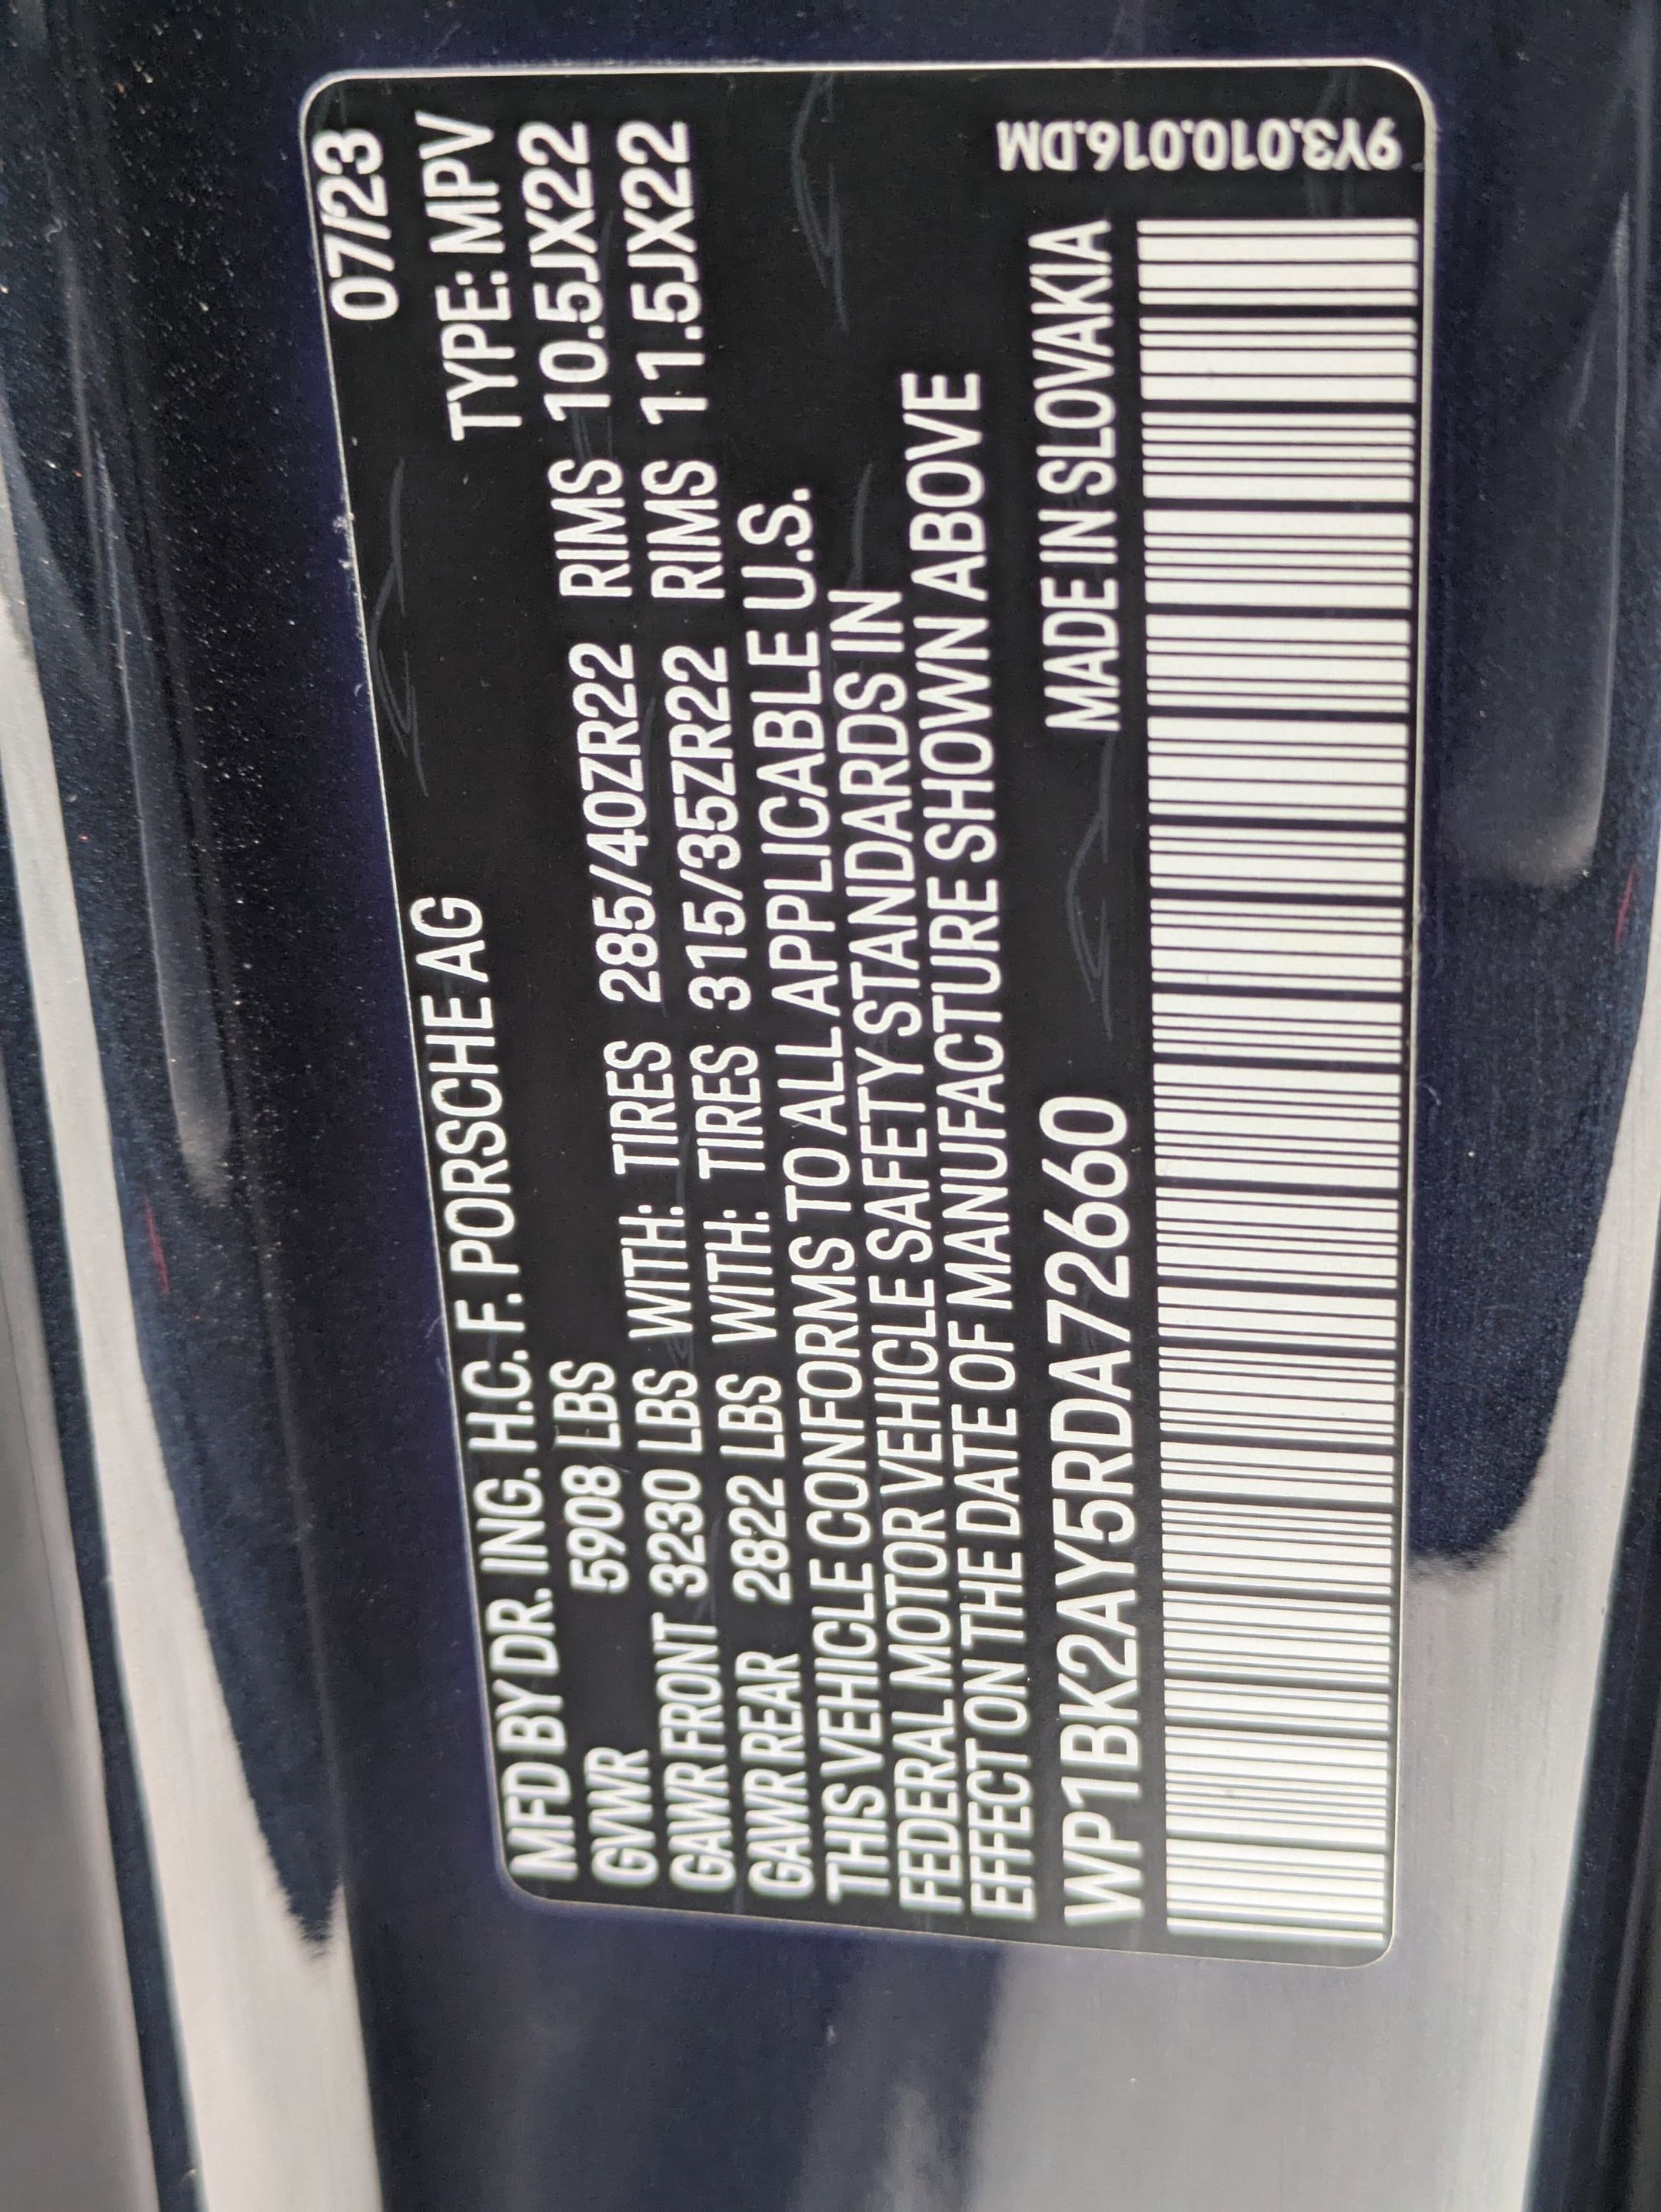 07/23
MFD BY DR. ING. H.C. F. PORSCHE AG TYPE: MPV
GVWR 5908 LBS
GAWR FRONT 3230 LBS WITH: TIRES 285/40ZR22 RIMS 10.5JX22
GAWR REAR 2822 LBS WITH: TIRES 315/35ZR22 RIMS 11.5JX22
THIS VEHICLE CONFORMS TO ALL APPLICABLE U.S.
FEDERAL MOTOR VEHICLE SAFETY STANDARDS IN
EFFECT ON THE DATE OF MANUFACTURE SHOWN ABOVE
WP1BK2AY5RDA72660 MADE IN SLOVAKIA
9Y3.010.016.DM